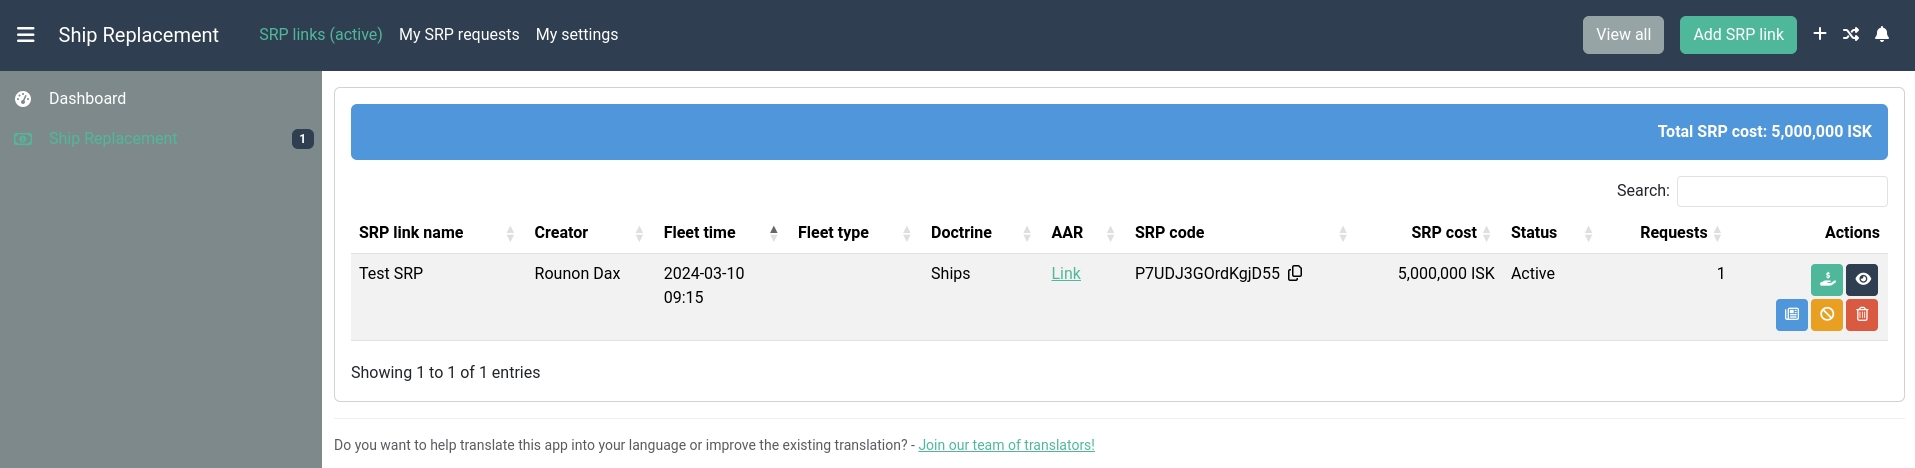 Ship Replacement SRP links (active) My SRP requests My settings View all Add SRP link
Dashboard
Ship Replacement 1
Total SRP cost: 5,000,000 ISK
Search:
SRP link name Creator Fleet time Fleet type Doctrine AAR SRP code SRP cost Status Requests Actions
Test SRP Rounon Dax 2024-03-10 Ships Link P7UDJ3GOrdKgjD55 5,000,000 ISK Active 1
09:15
Showing 1 to 1 of 1 entries
Do you want to help translate this app into your language or improve the existing translation? - Join our team of translators!